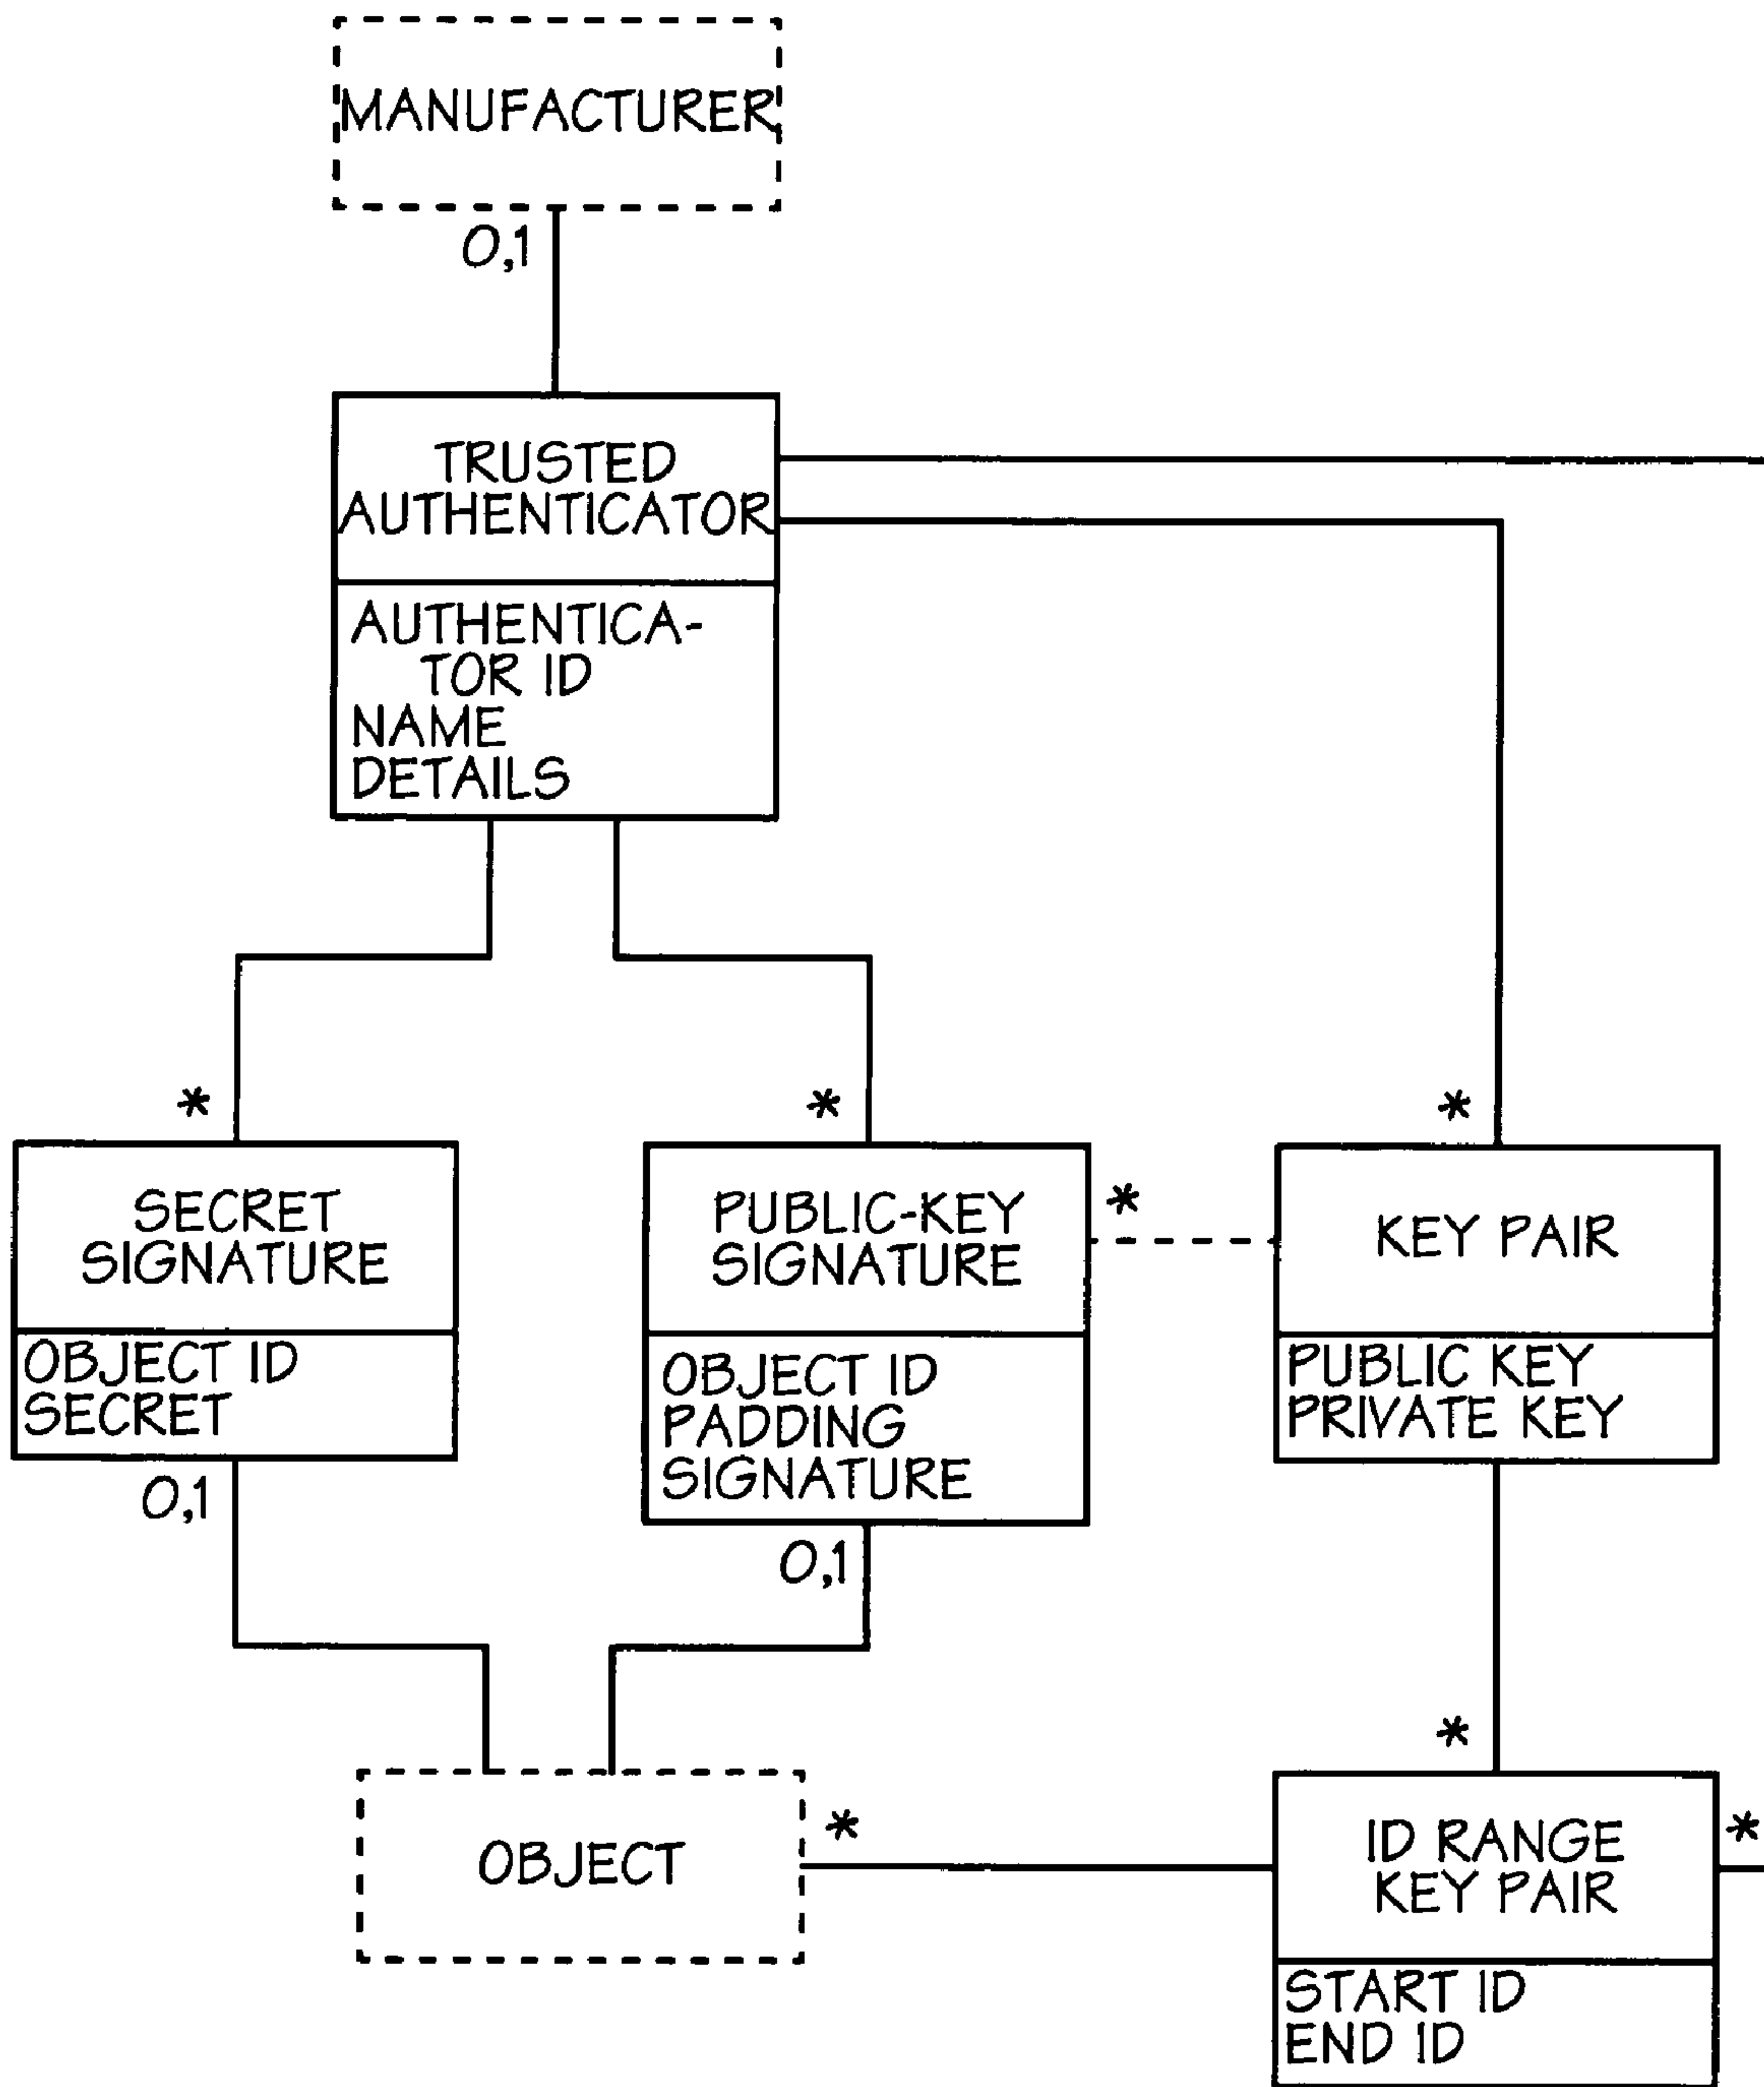 MANUFACTURER
0,1
TRUSTED
AUTHENTICATOR
AUTHENTICA-
TOR ID
NAME
DETAILS
*
*
*
SECRET
SIGNATURE
OBJECT ID
SECRET
0,1
PUBLIC-KEY
SIGNATURE
*
OBJECT ID
PADDING
SIGNATURE
0,1
KEY PAIR
PUBLIC KEY
PRIVATE KEY
*
OBJECT
*
ID RANGE
KEY PAIR
*
START ID
END ID